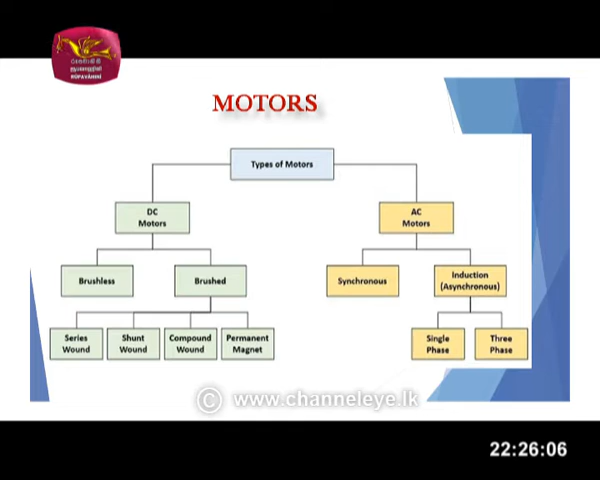 MOTORS
Types of Motors
DC
Motors
AC
Motors
Brushless
Brushed
Synchronous
Induction
(Asynchronous)
Series
Wound
Shunt
Wound
Compound
Wound
Permanent
Magnet
Single
Phase
Three
Phase
© www.channeleye.lk
22:26:06